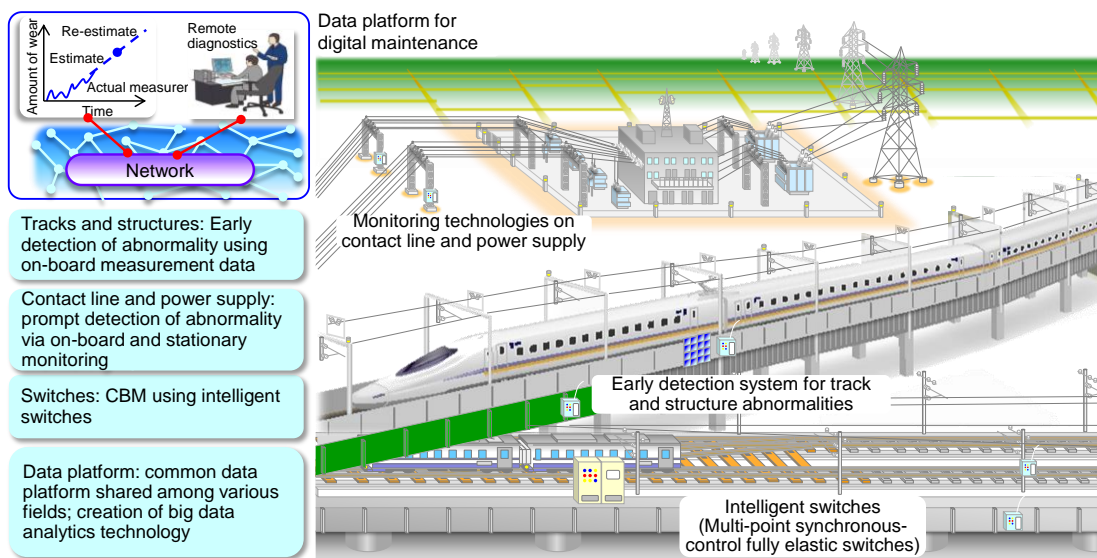 Amount of wear
Re-estimate
Estimate
Actual measurer
Time
Remote
diagnostics
Network
Tracks and structures: Early
detection of abnormality using
on-board measurement data
Contact line and power supply:
prompt detection of abnormality
via on-board and stationary
monitoring
Switches: CBM using intelligent
switches
Data platform: common data
platform shared among various
fields; creation of big data
analytics technology
Data platform for
digital maintenance
Monitoring technologies on
contact line and power supply
Early detection system for track
and structure abnormalities
Intelligent switches
(Multi-point synchronous-
control fully elastic switches)